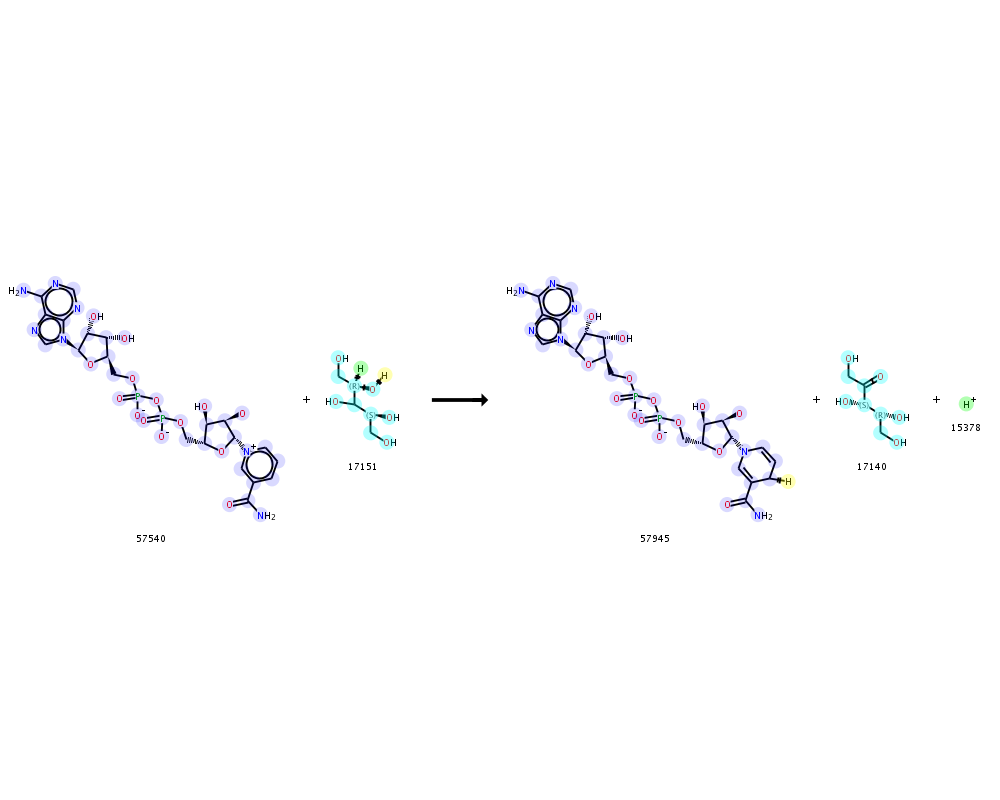 H₂N N N N N OH OH O O P O O⁻ O P O O⁻ O HO O O N⁺ O NH₂
57540
+
OH H H (R) O HO (S) OH OH
17151
H₂N N N N N OH OH O O P O O⁻ O P O O⁻ O HO O O N H O NH₂
57945
+
OH O HO (S) (R) OH OH
17140
+
H⁺
15378